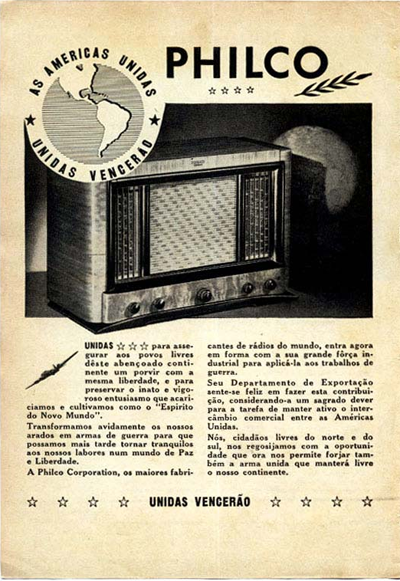 AS AMERICAS UNIDAS
UNIDAS VENCERÃO
PHILCO
UNIDAS ☆ ☆ ☆ para asse-
gurar aos povos livres
dêste abençoado conti-
nente um porvir com a
mesma liberdade, e para
preservar o inato e vigo-
roso entusiasmo que acari-
ciamos e cultivamos como o "Espirito
do Novo Mundo".
Transformamos avidamente os nossos
arados em armas de guerra para que
possamos mais tarde tornar tranquilos
aos nossos labores num mundo de Paz
e Liberdade.
A Philco Corporation, os maiores fabri-
cantes de rádios do mundo, entra agora
em forma com a sua grande fôrça in-
dustrial para aplicá-la aos trabalhos de
guerra.
Seu Departamento de Exportação
sente-se feliz em fazer esta contribui-
ção, considerando-a um sagrado dever
para a tarefa de manter ativo o inter-
câmbio comercial entre as Américas
Unidas.
Nós, cidadãos livres do norte e do
sul, nos regosijamos com a oportuni-
dade que ora nos permite forjar tam-
bém a arma unida que manterá livre
o nosso continente.
☆ ☆ ☆ ☆ UNIDAS VENCERÃO ☆ ☆ ☆ ☆